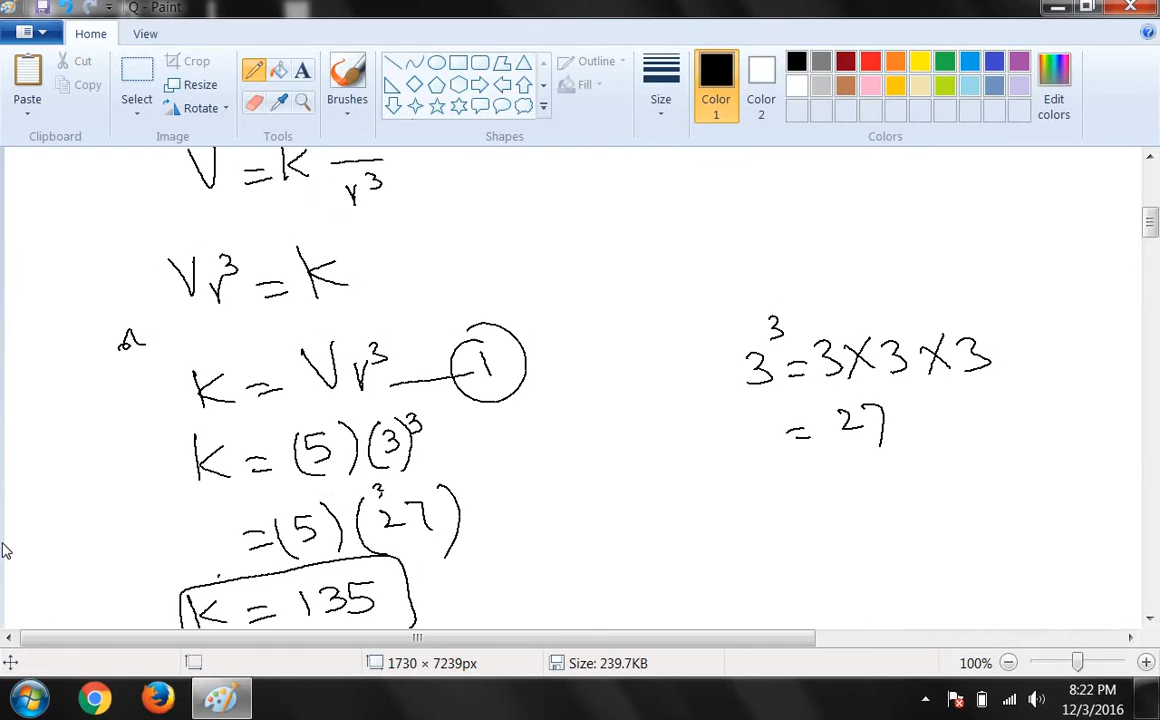 Q - Paint
Home View
Paste
Cut
Copy
Clipboard
Select
Crop
Resize
Rotate
Image
A
Tools
Brushes
Outline
Fill
Shapes
Size
Color 1
Color 2
Edit colors
Colors
V = K ― r³
Vr³ = K
K = Vr³ — 1
K = (5)(3)³
= (5)(³27)
K = 135
3³ = 3×3×3
= 27
1730 × 7239px
Size: 239.7KB
100%
8:22 PM
12/3/2016